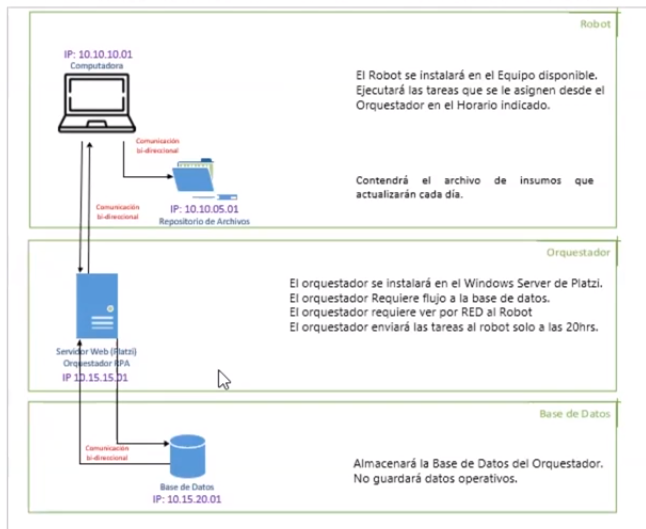 Robot
IP: 10.10.10.01
Computadora
El Robot se instalará en el Equipo disponible.
Ejecutará las tareas que se le asignen desde el
Orquestador en el Horario indicado.
Comunicación
bi-direccional
Contendrá el archivo de insumos que
actualizarán cada día.
Comunicación
bi-direccional
IP: 10.10.05.01
Repositorio de Archivos
Orquestador
El orquestador se instalará en el Windows Server de Platzi.
El orquestador Requiere flujo a la base de datos.
El orquestador requiere ver por RED al Robot
El orquestador enviará las tareas al robot solo a las 20hrs.
Servidor Web (Platzi)
Orquestador RPA
IP 10.15.15.01
Base de Datos
Comunicación
bi-direccional
Almacenará la Base de Datos del Orquestador.
No guardará datos operativos.
Base de Datos
IP: 10.15.20.01